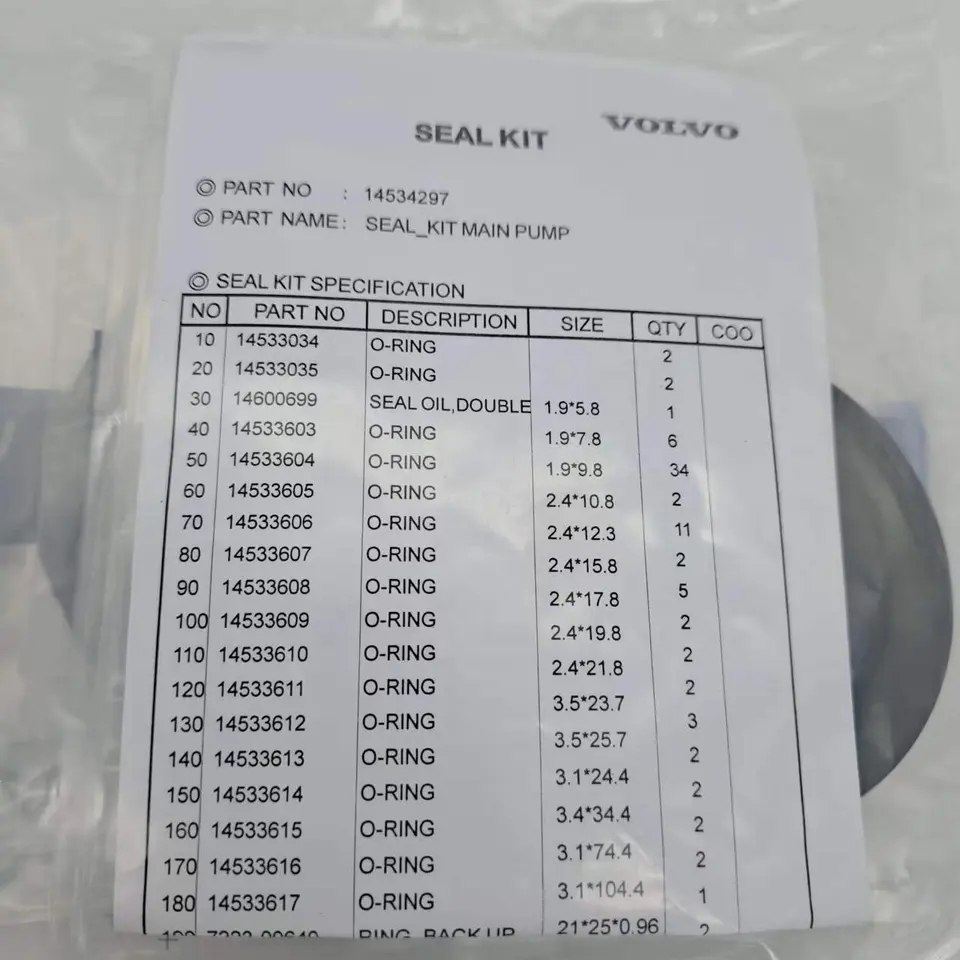 SEAL KIT VOLVO
◎ PART NO : 14534297
◎ PART NAME: SEAL_KIT MAIN PUMP
◎ SEAL KIT SPECIFICATION
NO PART NO DESCRIPTION SIZE QTY COO
10 14533034 O-RING 2
20 14533035 O-RING 2
30 14600699 SEAL OIL,DOUBLE 1.9*5.8 1
40 14533603 O-RING 1.9*7.8 6
50 14533604 O-RING 1.9*9.8 34
60 14533605 O-RING 2.4*10.8 2
70 14533606 O-RING 2.4*12.3 11
80 14533607 O-RING 2.4*15.8 2
90 14533608 O-RING 2.4*17.8 5
100 14533609 O-RING 2.4*19.8 2
110 14533610 O-RING 2.4*21.8 2
120 14533611 O-RING 3.5*23.7 2
130 14533612 O-RING 3.5*25.7 3
140 14533613 O-RING 3.1*24.4 2
150 14533614 O-RING 3.4*34.4 2
160 14533615 O-RING 3.1*74.4 2
170 14533616 O-RING 3.1*104.4 2
180 14533617 O-RING 21*25*0.96 1
RING, BACK UP 2